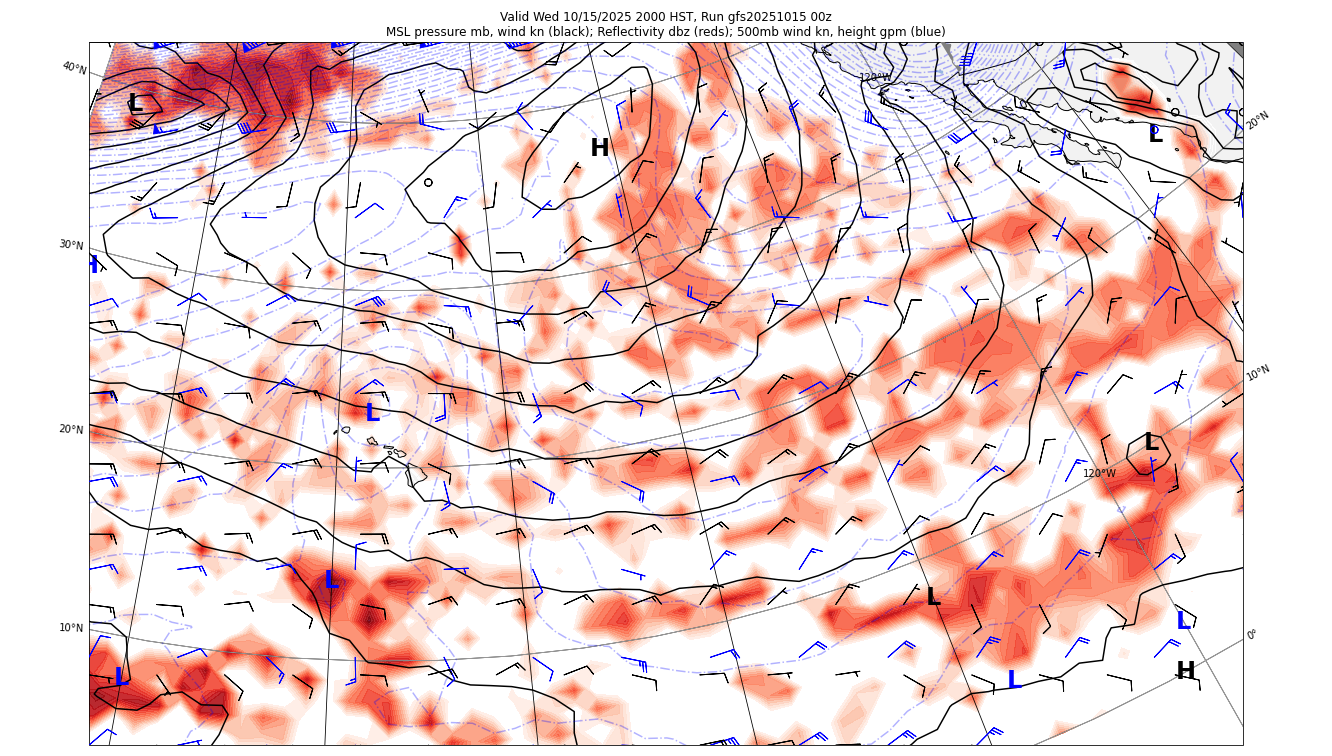 Valid Wed 10/15/2025 2000 HST, Run gfs20251015 00z
MSL pressure mb, wind kn (black); Reflectivity dbz (reds); 500mb wind kn, height gpm (blue)
40°N
120°W
L
20°N
L
H
30°N
H
10°N
L
20°N
L
120°W
L
L
10°N
L
0°
H
L
L